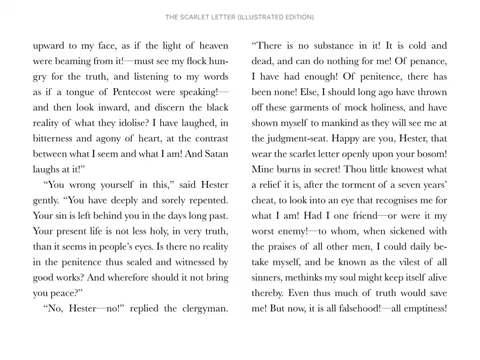 THE SCARLET LETTER (ILLUSTRATED EDITION)
upward to my face, as if the light of heaven
were beaming from it!—must see my flock hun-
gry for the truth, and listening to my words
as if a tongue of Pentecost were speaking!—
and then look inward, and discern the black
reality of what they idolise? I have laughed, in
bitterness and agony of heart, at the contrast
between what I seem and what I am! And Satan
laughs at it!”
“You wrong yourself in this,” said Hester
gently. “You have deeply and sorely repented.
Your sin is left behind you in the days long past.
Your present life is not less holy, in very truth,
than it seems in people’s eyes. Is there no reality
in the penitence thus sealed and witnessed by
good works? And wherefore should it not bring
you peace?”
“No, Hester—no!” replied the clergyman.
“There is no substance in it! It is cold and
dead, and can do nothing for me! Of penance,
I have had enough! Of penitence, there has
been none! Else, I should long ago have thrown
off these garments of mock holiness, and have
shown myself to mankind as they will see me at
the judgment-seat. Happy are you, Hester, that
wear the scarlet letter openly upon your bosom!
Mine burns in secret! Thou little knowest what
a relief it is, after the torment of a seven years’
cheat, to look into an eye that recognises me for
what I am! Had I one friend—or were it my
worst enemy!—to whom, when sickened with
the praises of all other men, I could daily be-
take myself, and be known as the vilest of all
sinners, methinks my soul might keep itself alive
thereby. Even thus much of truth would save
me! But now, it is all falsehood!—all emptiness!